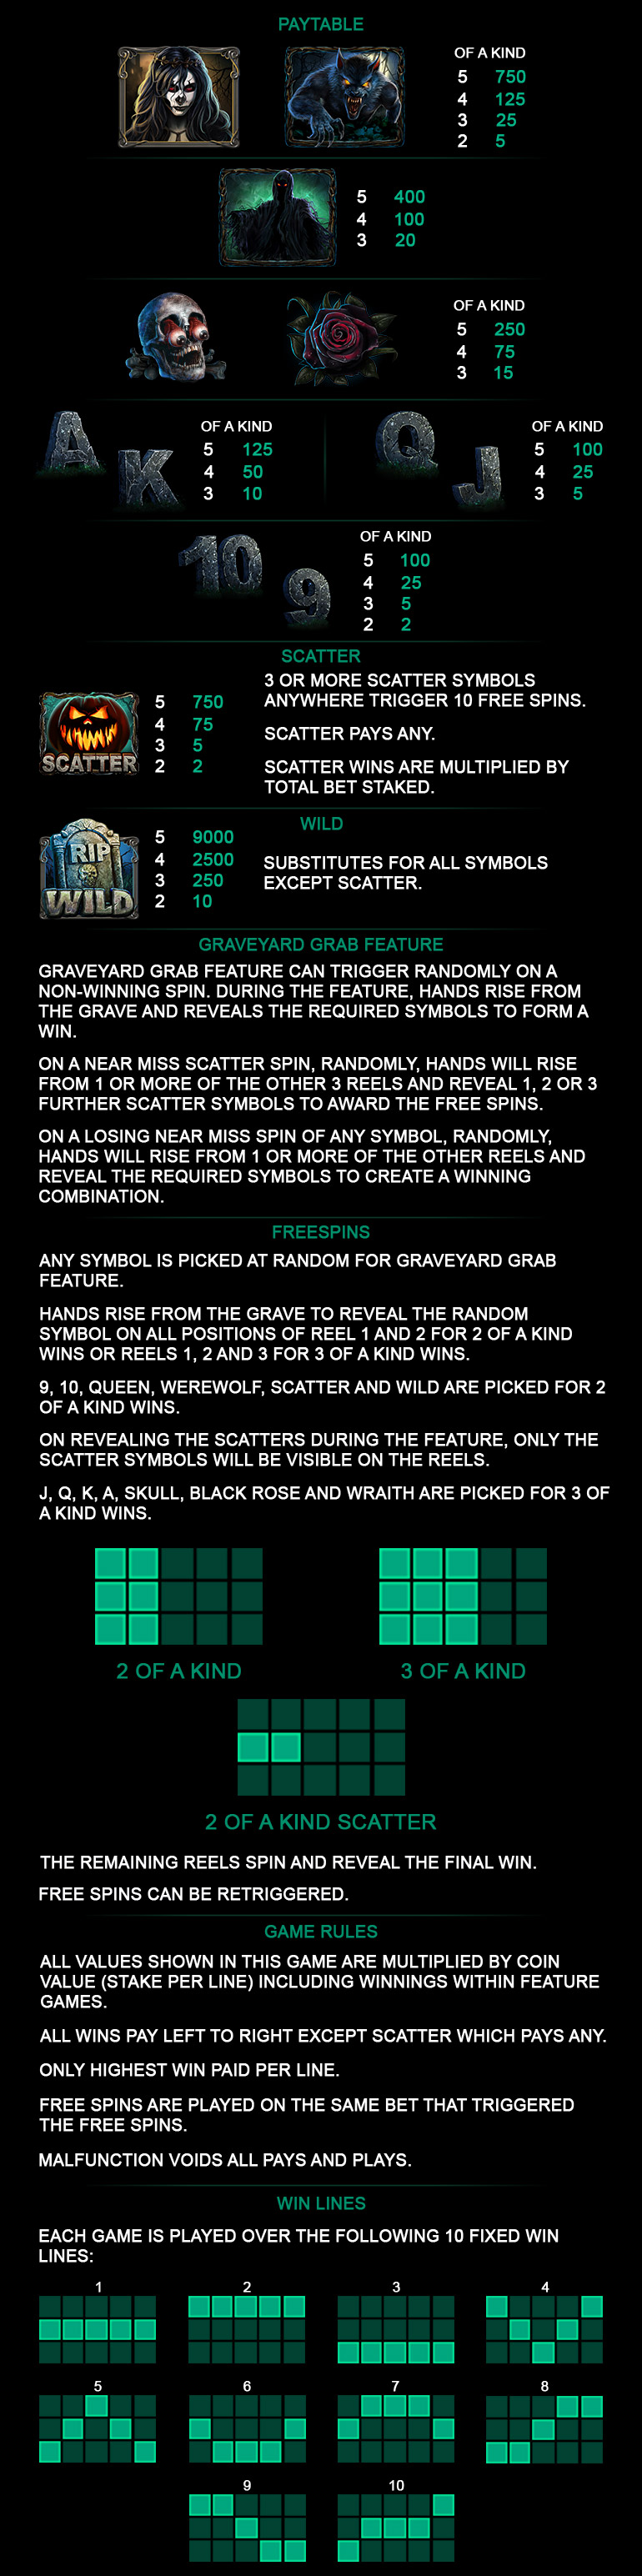 PAYTABLE
OF A KIND
5 750
4 125
3 25
2 5
5 400
4 100
3 20
OF A KIND
5 250
4 75
3 15
A K
OF A KIND
5 125
4 50
3 10
Q J
OF A KIND
5 100
4 25
3 5
10 9
OF A KIND
5 100
4 25
3 5
2 2
SCATTER
SCATTER
5 750
4 75
3 5
2 2
3 OR MORE SCATTER SYMBOLS
ANYWHERE TRIGGER 10 FREE SPINS.
SCATTER PAYS ANY.
SCATTER WINS ARE MULTIPLIED BY
TOTAL BET STAKED.
WILD
RIP
WILD
5 9000
4 2500
3 250
2 10
SUBSTITUTES FOR ALL SYMBOLS
EXCEPT SCATTER.
GRAVEYARD GRAB FEATURE
GRAVEYARD GRAB FEATURE CAN TRIGGER RANDOMLY ON A
NON-WINNING SPIN. DURING THE FEATURE, HANDS RISE FROM
THE GRAVE AND REVEALS THE REQUIRED SYMBOLS TO FORM A
WIN.
ON A NEAR MISS SCATTER SPIN, RANDOMLY, HANDS WILL RISE
FROM 1 OR MORE OF THE OTHER 3 REELS AND REVEAL 1, 2 OR 3
FURTHER SCATTER SYMBOLS TO AWARD THE FREE SPINS.
ON A LOSING NEAR MISS SPIN OF ANY SYMBOL, RANDOMLY,
HANDS WILL RISE FROM 1 OR MORE OF THE OTHER REELS AND
REVEAL THE REQUIRED SYMBOLS TO CREATE A WINNING
COMBINATION.
FREESPINS
ANY SYMBOL IS PICKED AT RANDOM FOR GRAVEYARD GRAB
FEATURE.
HANDS RISE FROM THE GRAVE TO REVEAL THE RANDOM
SYMBOL ON ALL POSITIONS OF REEL 1 AND 2 FOR 2 OF A KIND
WINS OR REELS 1, 2 AND 3 FOR 3 OF A KIND WINS.
9, 10, QUEEN, WEREWOLF, SCATTER AND WILD ARE PICKED FOR 2
OF A KIND WINS.
ON REVEALING THE SCATTERS DURING THE FEATURE, ONLY THE
SCATTER SYMBOLS WILL BE VISIBLE ON THE REELS.
J, Q, K, A, SKULL, BLACK ROSE AND WRAITH ARE PICKED FOR 3 OF
A KIND WINS.
2 OF A KIND
3 OF A KIND
2 OF A KIND SCATTER
THE REMAINING REELS SPIN AND REVEAL THE FINAL WIN.
FREE SPINS CAN BE RETRIGGERED.
GAME RULES
ALL VALUES SHOWN IN THIS GAME ARE MULTIPLIED BY COIN
VALUE (STAKE PER LINE) INCLUDING WINNINGS WITHIN FEATURE
GAMES.
ALL WINS PAY LEFT TO RIGHT EXCEPT SCATTER WHICH PAYS ANY.
ONLY HIGHEST WIN PAID PER LINE.
FREE SPINS ARE PLAYED ON THE SAME BET THAT TRIGGERED
THE FREE SPINS.
MALFUNCTION VOIDS ALL PAYS AND PLAYS.
WIN LINES
EACH GAME IS PLAYED OVER THE FOLLOWING 10 FIXED WIN
LINES:
1 2 3 4
5 6 7 8
9 10